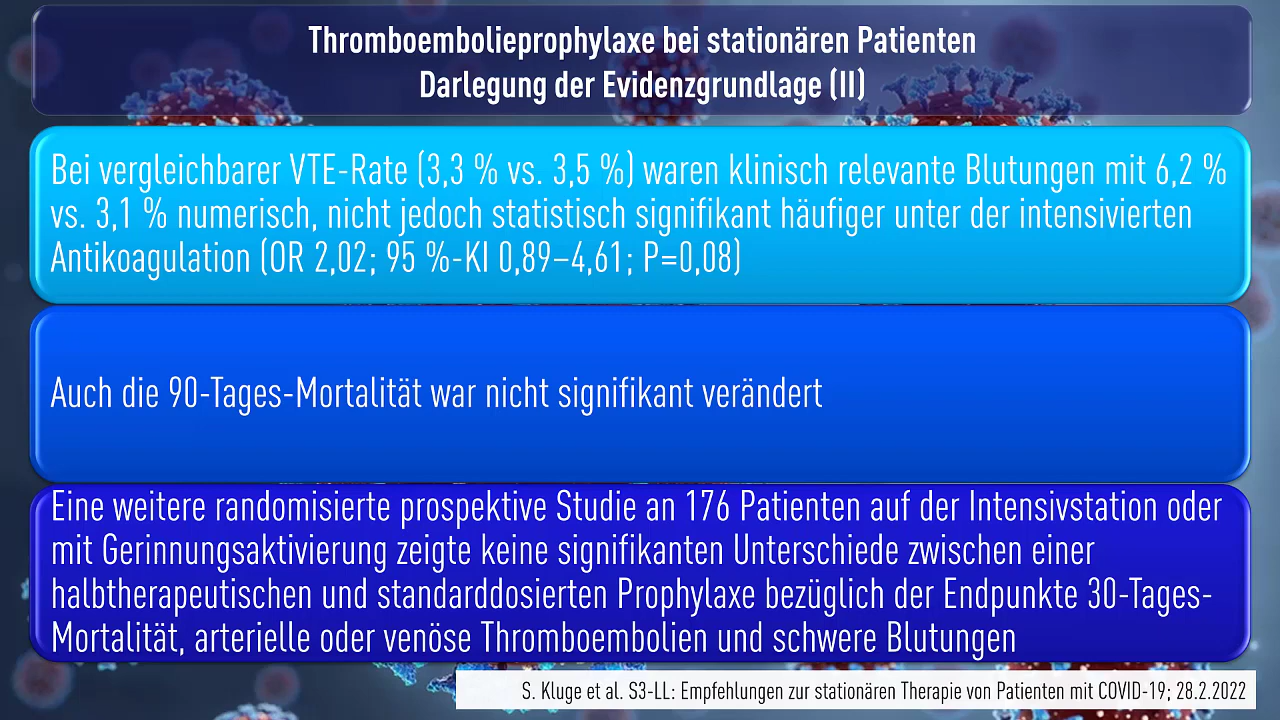 Thromboembolieprophylaxe bei stationären Patienten
Darlegung der Evidenzgrundlage (II)
Bei vergleichbarer VTE-Rate (3,3 % vs. 3,5 %) waren klinisch relevante Blutungen mit 6,2 %
vs. 3,1 % numerisch, nicht jedoch statistisch signifikant häufiger unter der intensivierten
Antikoagulation (OR 2,02; 95 %-KI 0,89–4,61; P=0,08)
Auch die 90-Tages-Mortalität war nicht signifikant verändert
Eine weitere randomisierte prospektive Studie an 176 Patienten auf der Intensivstation oder
mit Gerinnungsaktivierung zeigte keine signifikanten Unterschiede zwischen einer
halbtherapeutischen und standarddosierten Prophylaxe bezüglich der Endpunkte 30-Tages-
Mortalität, arterielle oder venöse Thromboembolien und schwere Blutungen
S. Kluge et al. S3-LL: Empfehlungen zur stationären Therapie von Patienten mit COVID-19; 28.2.2022